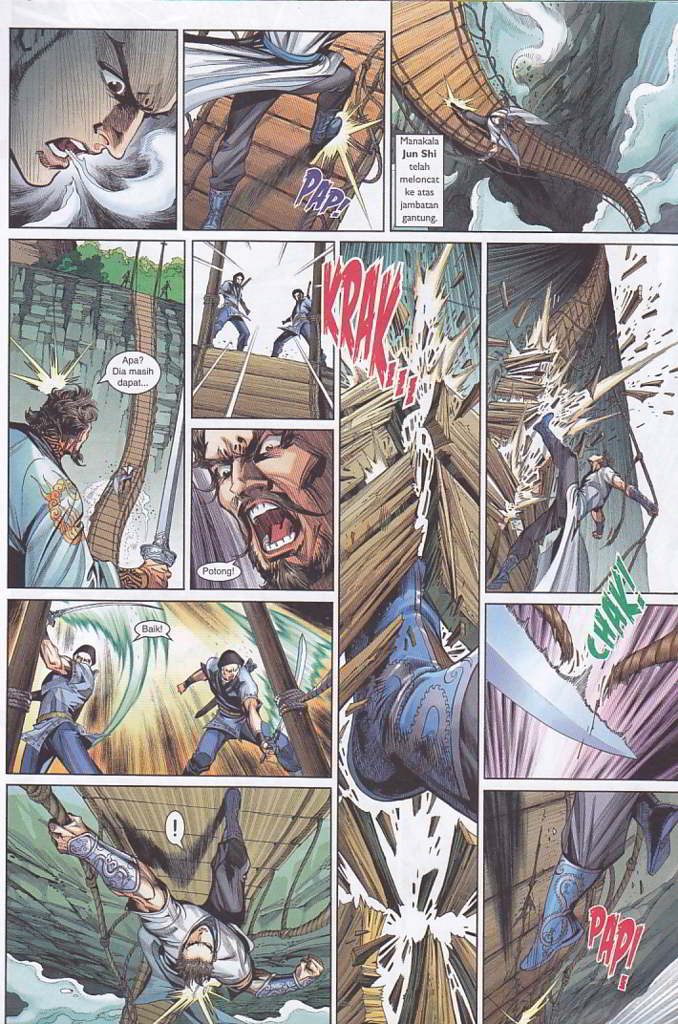 PAP!
Manakala
Jun Shi
telah
meloncat
ke atas
jambatan
gantung.
Apa?
Dia masih
dapat...
Potong!
KRAK!!!
Baik!
CHAK!
!
PAP!